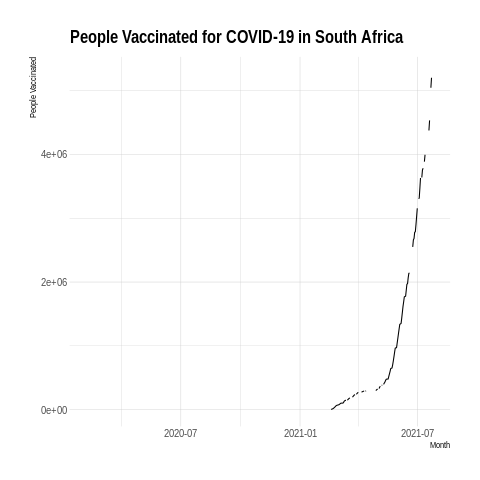 People Vaccinated for COVID-19 in South Africa
People Vaccinated
4e+06
2e+06
0e+00
2020-07 2021-01 2021-07
Month